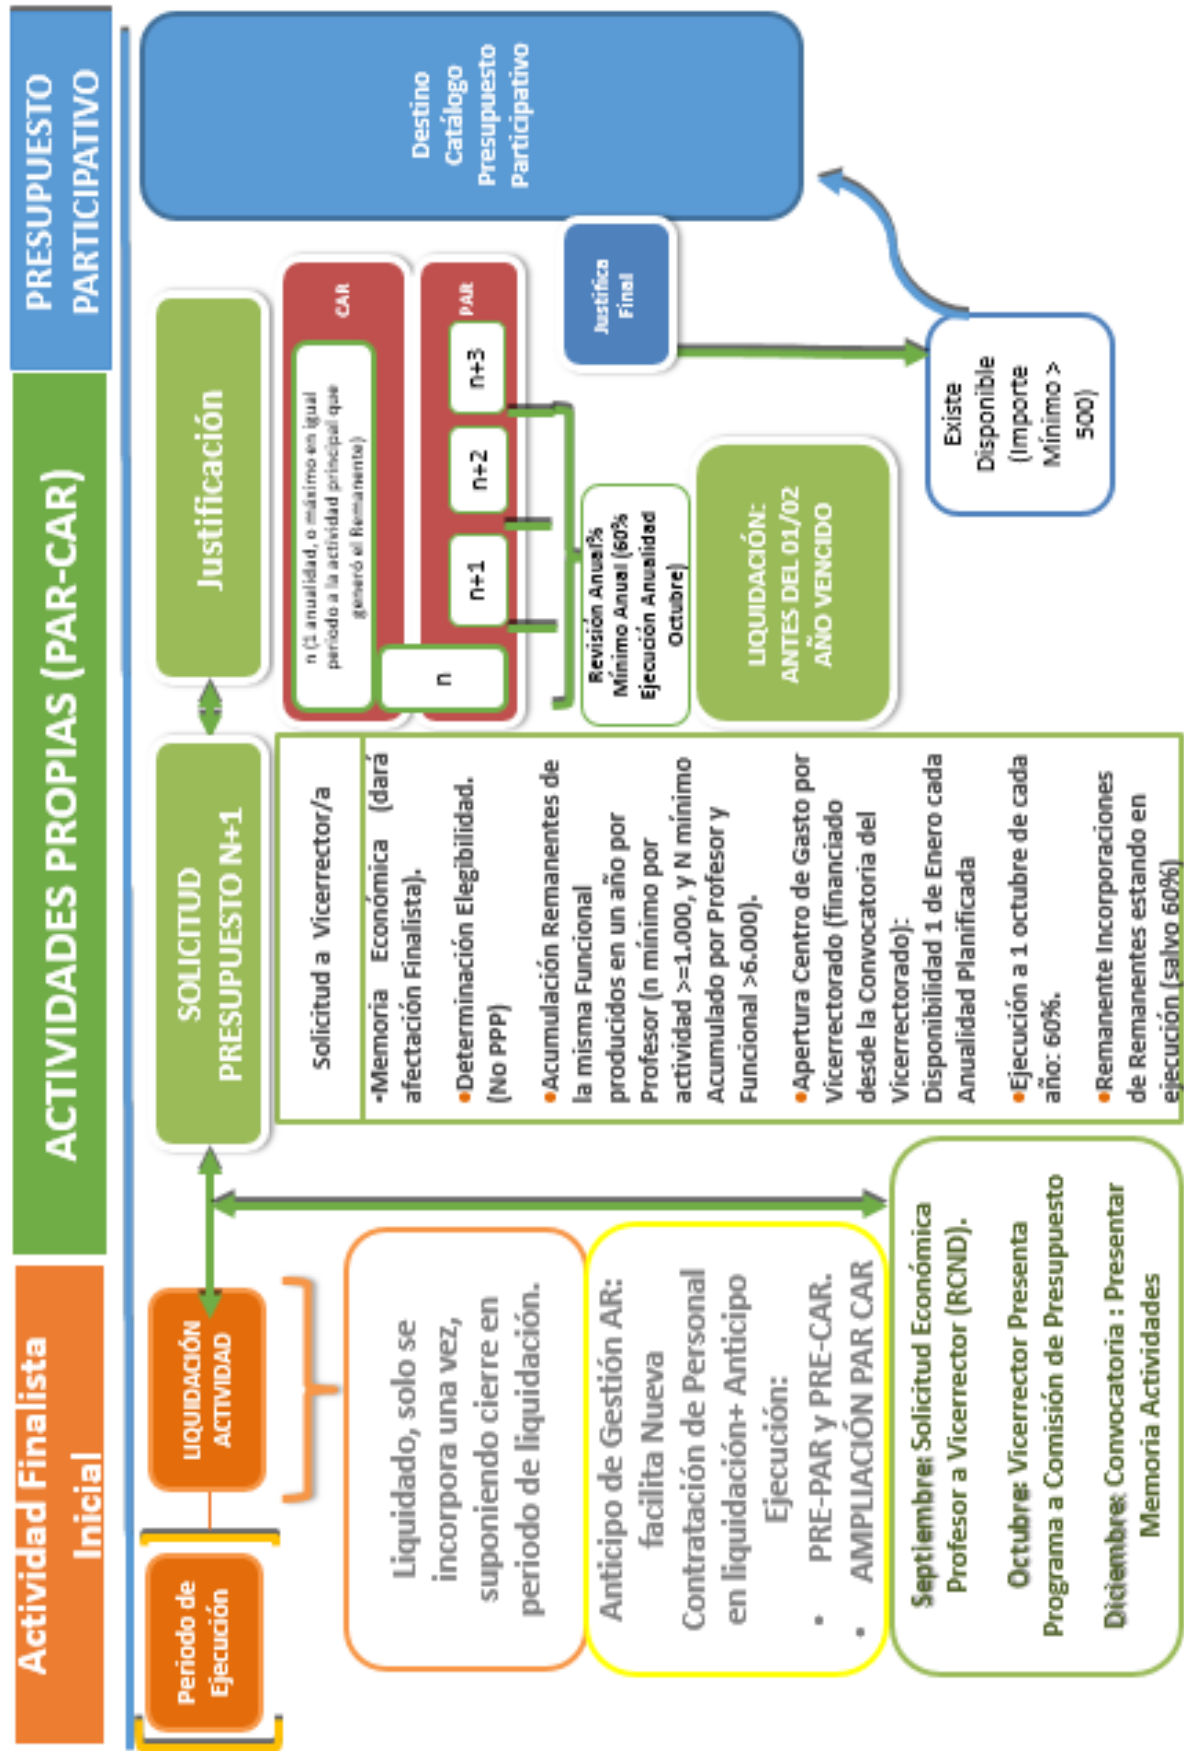 Actividad Finalista
Inicial
ACTIVIDADES PROPIAS (PAR-CAR)
PRESUPUESTO
PARTICIPATIVO
Periodo de
Ejecución
LIQUIDACIÓN
ACTIVIDAD
Liquidado, solo se
incorpora una vez,
suponiendo cierre en
periodo de liquidación.
Anticipo de Gestión AR:
facilita Nueva
Contratación de Personal
en liquidación+ Anticipo
Ejecución:
• PRE-PAR y PRE-CAR.
• AMPLIACIÓN PAR CAR
Septiembre: Solicitud Económica
Profesor a Vicerrector (RCND).
Octubre: Vicerrector Presenta
Programa a Comisión de Presupuesto
Diciembre: Convocatoria : Presentar
Memoria Actividades
SOLICITUD
PRESUPUESTO N+1
Solicitud a Vicerrector/a
•Memoria Económica (dará
afectación Finalista).
•Determinación Elegibilidad.
(No PPP)
•Acumulación Remanentes de
la misma Funcional
producidos en un año por
Profesor (n mínimo por
actividad >=1.000, y N mínimo
Acumulado por Profesor y
Funcional >6.000).
•Apertura Centro de Gasto por
Vicerrectorado (financiado
desde la Convocatoria del
Vicerrectorado):
Disponibilidad 1 de Enero cada
Anualidad Planificada
•Ejecución a 1 octubre de cada
año: 60%.
•Remanente Incorporaciones
de Remanentes estando en
ejecución (salvo 60%)
Justificación
CAR
n (1 anualidad, o máximo en igual
periodo a la actividad principal que
generó el Remanente)
PAR
n
n+1
n+2
n+3
Revisión Anual%
Mínimo Anual (60%
Ejecución Anualidad
Octubre)
LIQUIDACIÓN:
ANTES DEL 01/02
AÑO VENCIDO
Justifica
Final
Existe
Disponible
(Importe
Mínimo >
500)
Destino
Catálogo
Presupuesto
Participativo